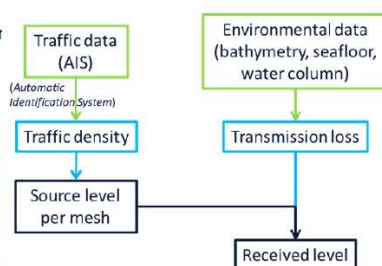 Traffic data
(AIS)
(Automatic
Identification System)
Traffic density
Source level
per mesh
Environmental data
(bathymetry, seafloor,
water column)
Transmission loss
Received level